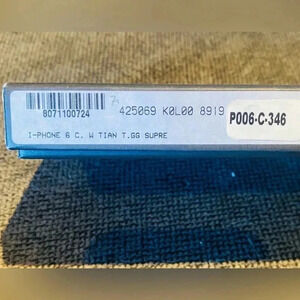 425069 K0L00 8919
P006-C-346
8071100724
I-PHONE 6 C. W TIAN T.GG SUPRE